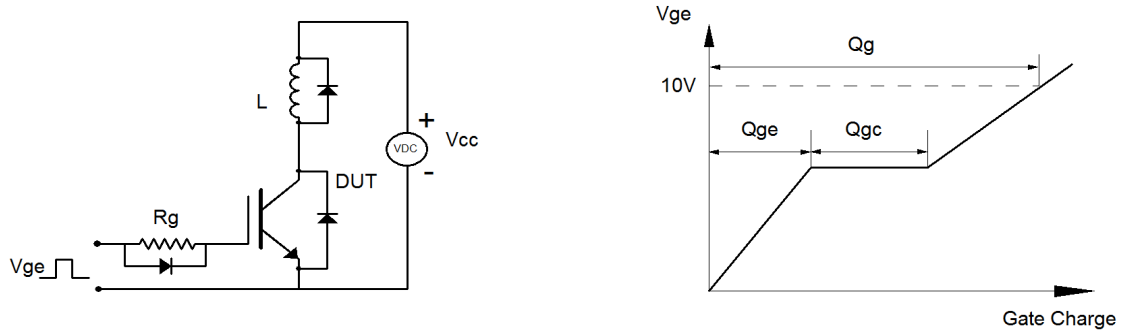 L
+
VDC
Vcc
-
DUT
Rg
Vge
Vge
Qg
10V
Qge
Qgc
Gate Charge